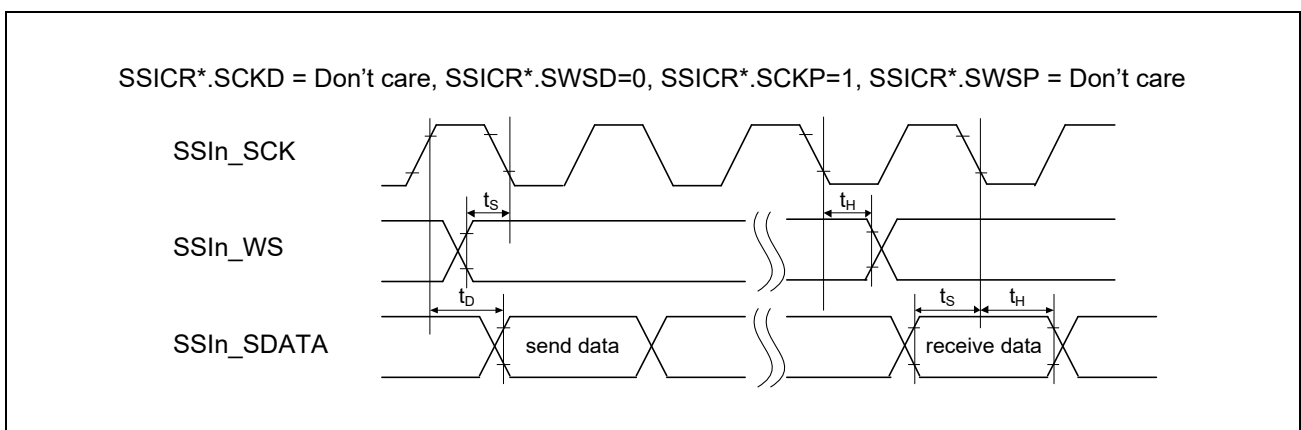 SSICR*.SCKD = Don’t care, SSICR*.SWSD=0, SSICR*.SCKP=1, SSICR*.SWSP = Don’t care
SSIn_SCK
tS
tH
SSIn_WS
tD
tS
tH
SSIn_SDATA
send data
receive data